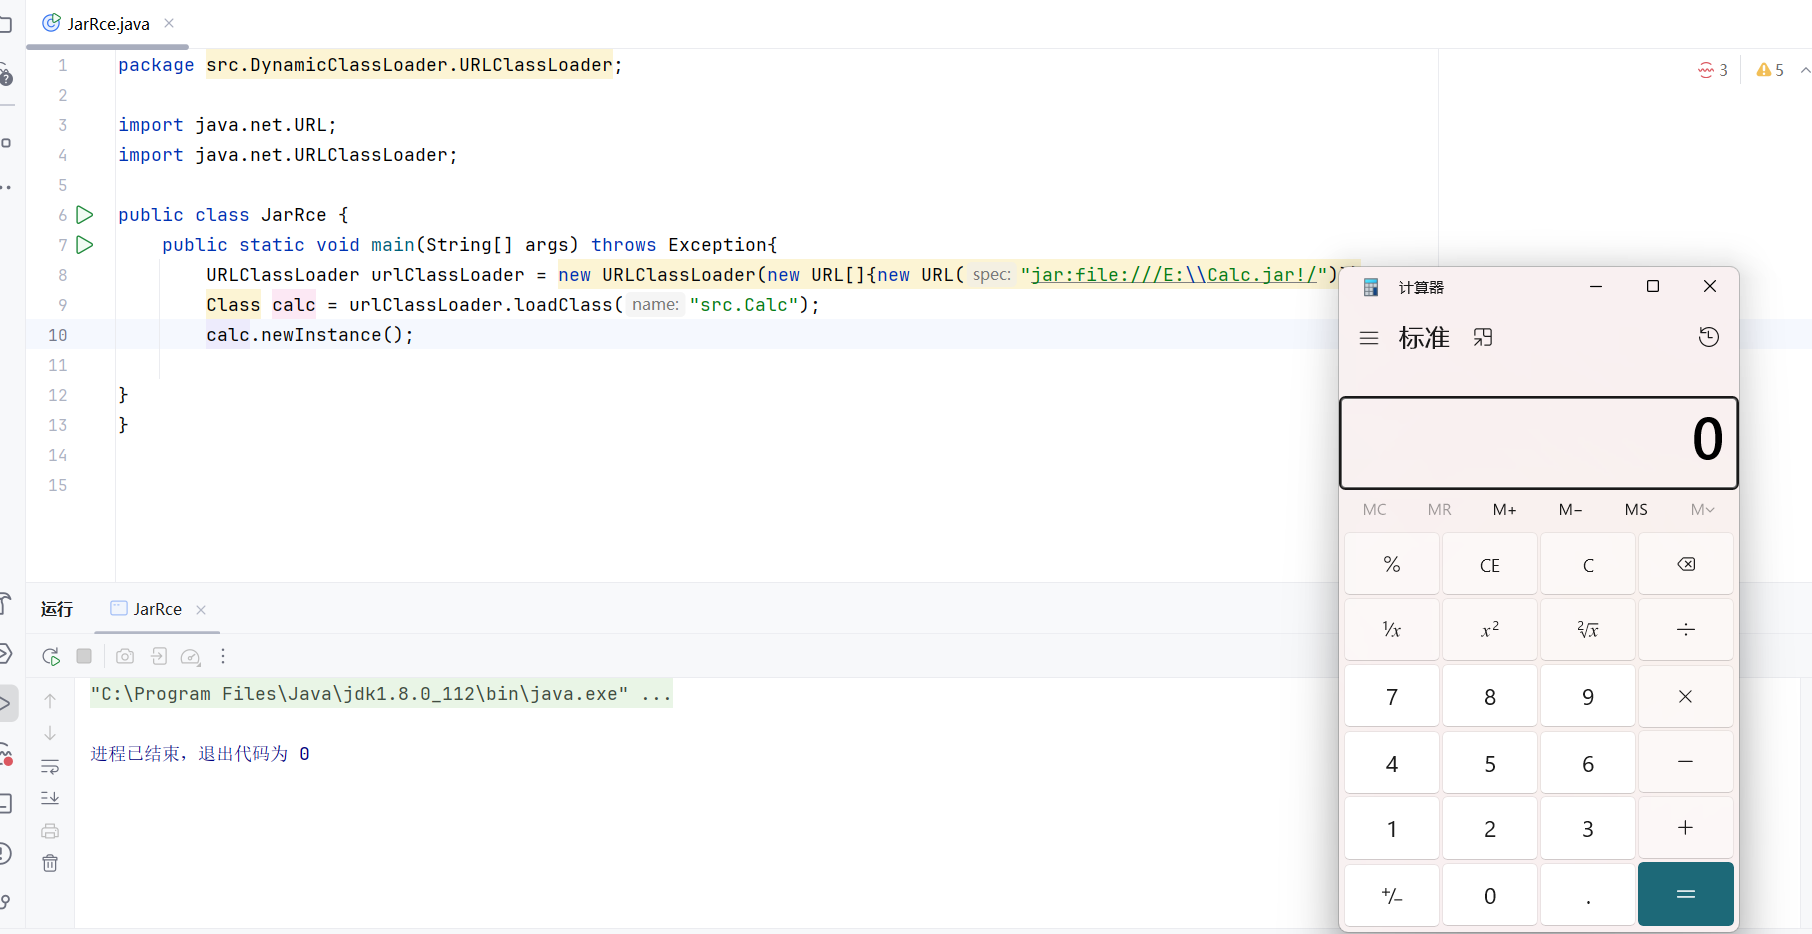 JarRce.java
3 5
1 package src.DynamicClassLoader.URLClassLoader;
2
3 import java.net.URL;
4 import java.net.URLClassLoader;
5
6 public class JarRce {
7 public static void main(String[] args) throws Exception{
8 URLClassLoader urlClassLoader = new URLClassLoader(new URL[]{new URL( spec: "jar:file:///E:\\Calc.jar!/")
9 Class calc = urlClassLoader.loadClass( name: "src.Calc");
10 calc.newInstance();
11
12 }
13 }
14
15
运行 JarRce
"C:\Program Files\Java\jdk1.8.0_112\bin\java.exe" ...
进程已结束，退出代码为 0
计算器
标准
0
MC MR M+ M− MS M
% CE C
¹/x x² ²√x ÷
7 8 9 ×
4 5 6 −
1 2 3 +
+/− 0 . =